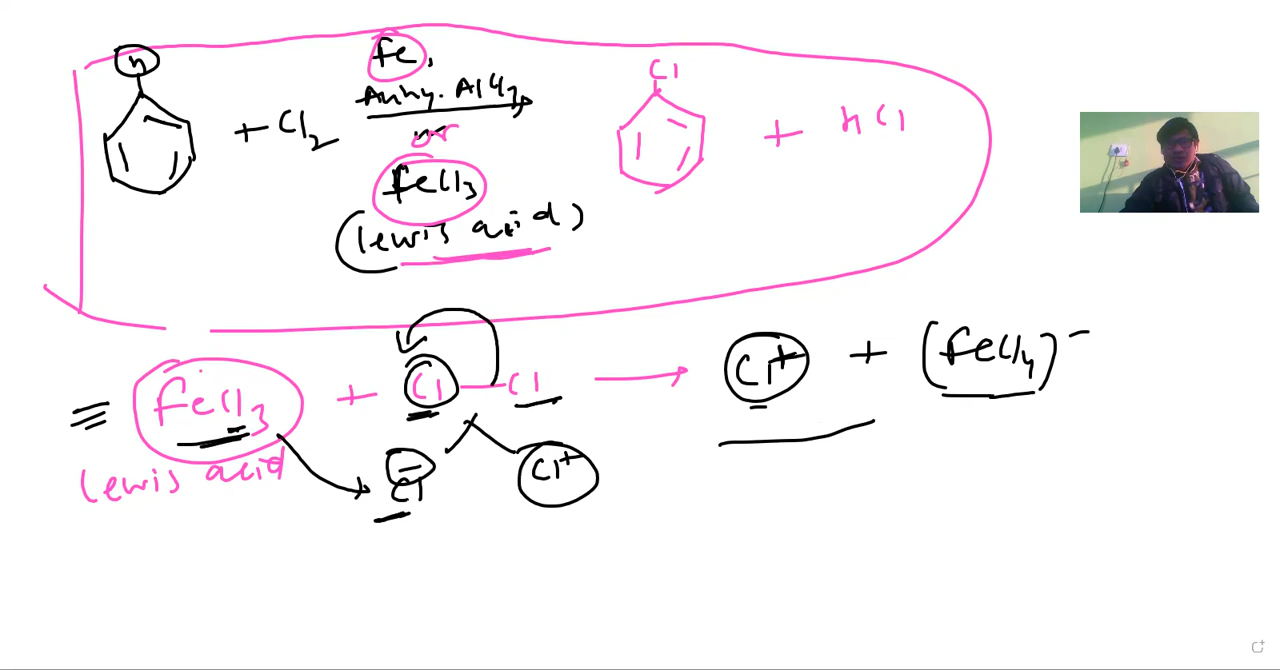 H
Fe,
Anhy. AlCl3
+ Cl2
or
FeCl3
(lewis acid)
Cl
+ HCl
FeCl3 + Cl—Cl → Cl+ + (FeCl4)−
lewis acid
Cl− Cl+